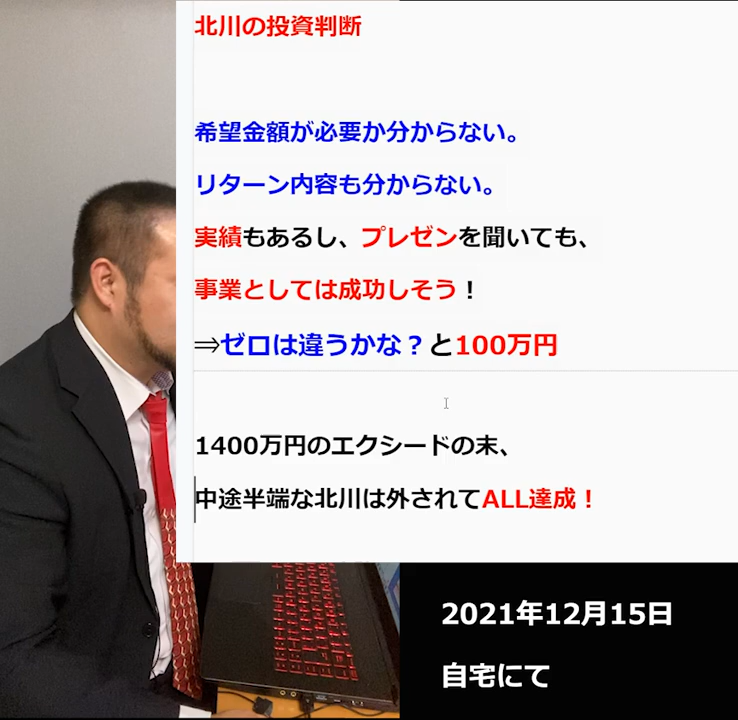 北川の投資判断
希望金額が必要か分からない。
リターン内容も分からない。
実績もあるし、プレゼンを聞いても、
事業としては成功しそう！
⇒ゼロは違うかな？と100万円
1400万円のエクシードの末、
中途半端な北川は外されてALL達成！
2021年12月15日
自宅にて